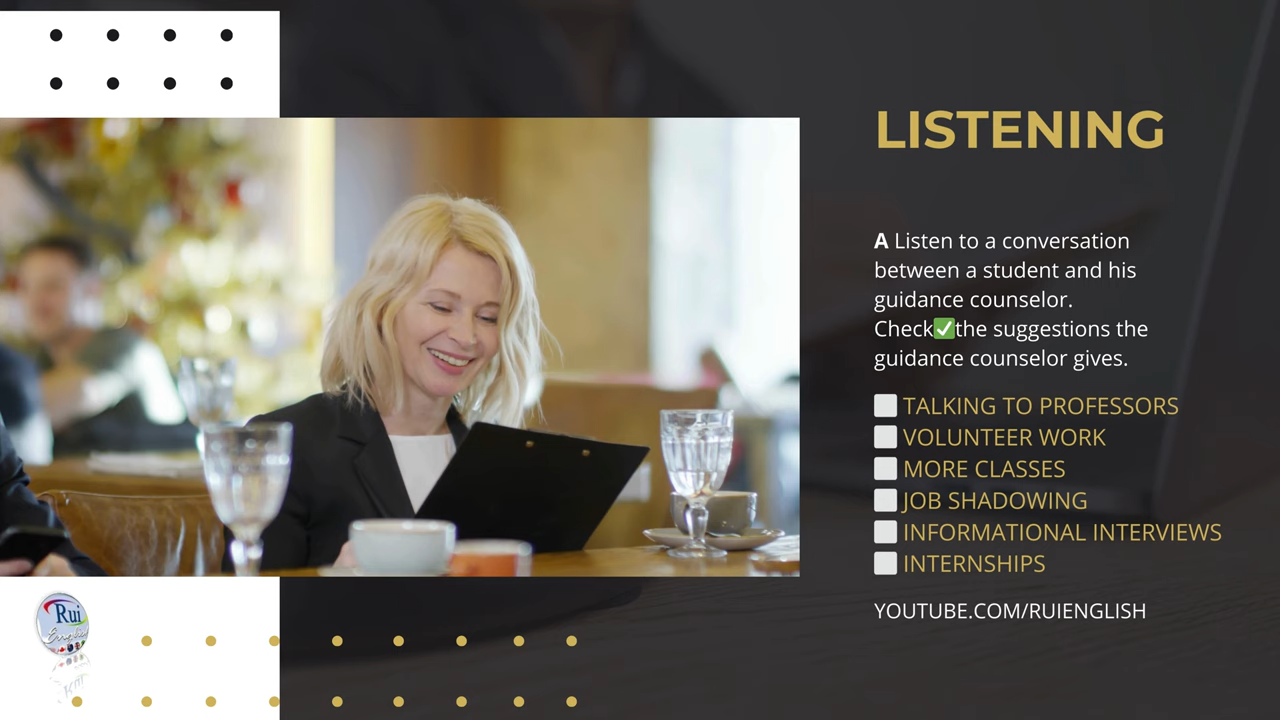 LISTENING
A Listen to a conversation
between a student and his
guidance counselor.
Check✅the suggestions the
guidance counselor gives.
TALKING TO PROFESSORS
VOLUNTEER WORK
MORE CLASSES
JOB SHADOWING
INFORMATIONAL INTERVIEWS
INTERNSHIPS
YOUTUBE.COM/RUIENGLISH
Rui
English